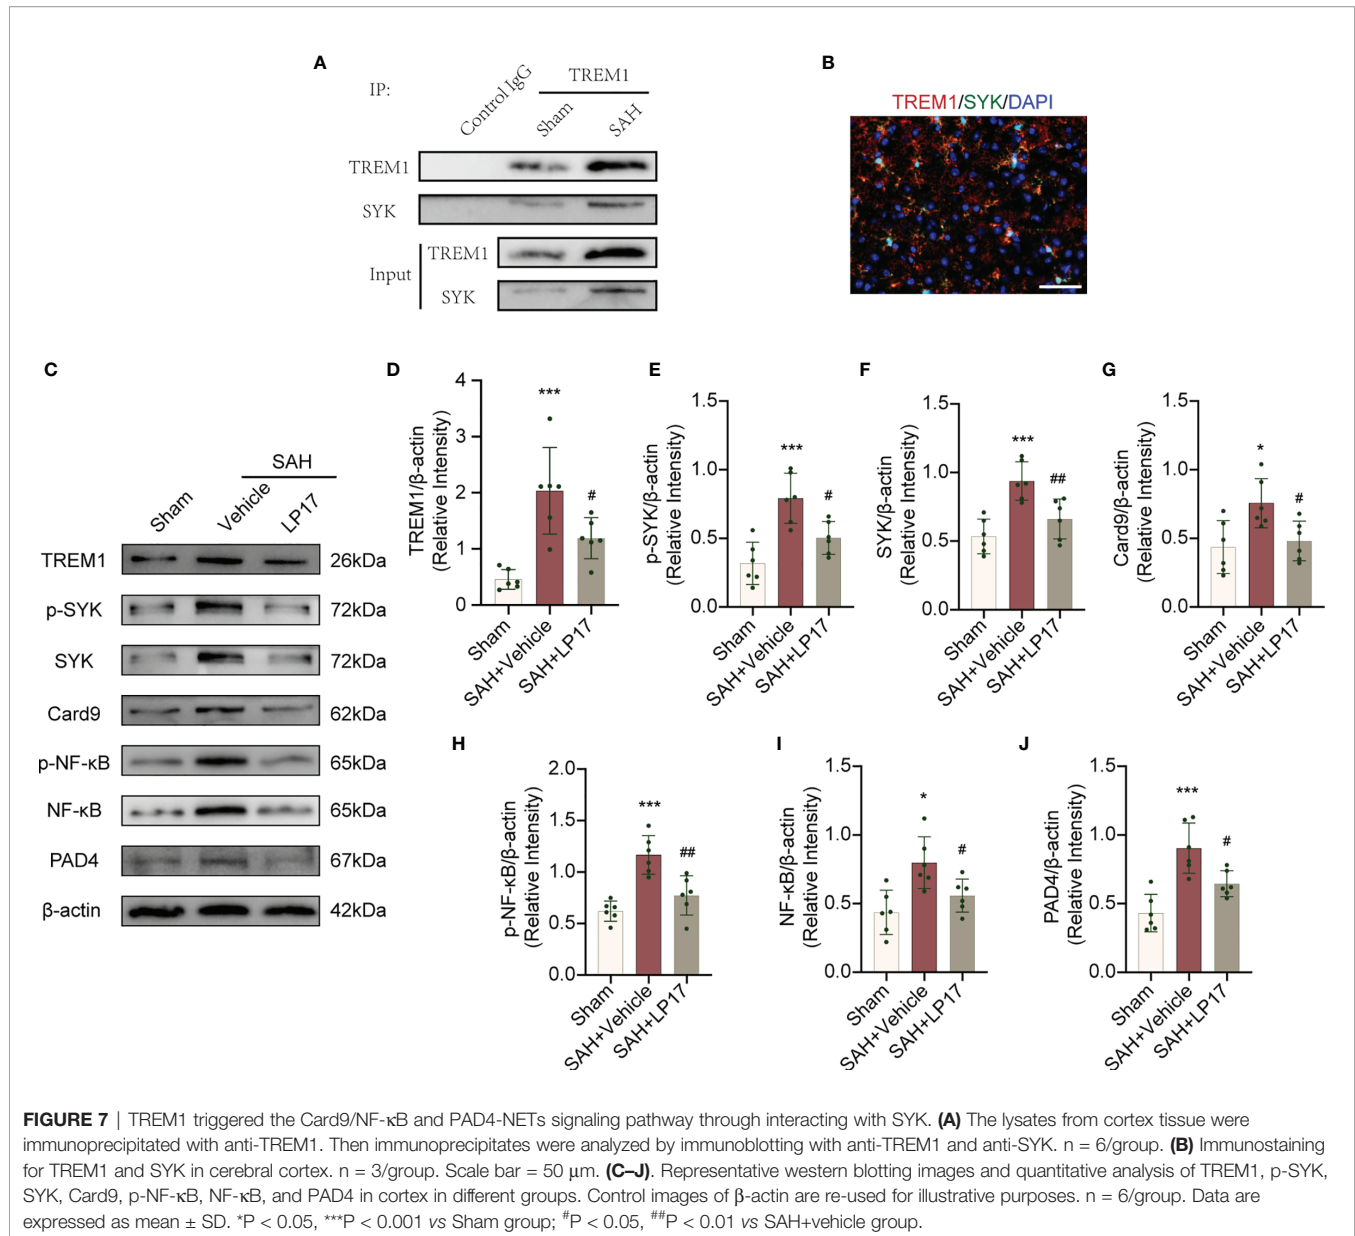 A
IP:
Control IgG
TREM1
Sham
SAH
TREM1
SYK
Input
TREM1
SYK
B
TREM1/SYK/DAPI
C
SAH
Sham
Vehicle
LP17
TREM1
26kDa
p-SYK
72kDa
SYK
72kDa
Card9
62kDa
p-NF-κB
65kDa
NF-κB
65kDa
PAD4
67kDa
β-actin
42kDa
D
TREM1/β-actin
(Relative Intensity)
4
3
2
1
0
***
#
Sham
SAH+Vehicle
SAH+LP17
E
p-SYK/β-actin
(Relative Intensity)
1.5
1.0
0.5
0.0
***
#
Sham
SAH+Vehicle
SAH+LP17
F
SYK/β-actin
(Relative Intensity)
1.5
1.0
0.5
0.0
***
##
Sham
SAH+Vehicle
SAH+LP17
G
Card9/β-actin
(Relative Intensity)
1.5
1.0
0.5
0.0
*
#
Sham
SAH+Vehicle
SAH+LP17
H
p-NF-κB/β-actin
(Relative Intensity)
2.0
1.5
1.0
0.5
0.0
***
##
Sham
SAH+Vehicle
SAH+LP17
I
NF-κB/β-actin
(Relative Intensity)
1.5
1.0
0.5
0.0
*
#
Sham
SAH+Vehicle
SAH+LP17
J
PAD4/β-actin
(Relative Intensity)
1.5
1.0
0.5
0.0
***
#
Sham
SAH+Vehicle
SAH+LP17
FIGURE 7 | TREM1 triggered the Card9/NF-κB and PAD4-NETs signaling pathway through interacting with SYK. (A) The lysates from cortex tissue were
immunoprecipitated with anti-TREM1. Then immunoprecipitates were analyzed by immunoblotting with anti-TREM1 and anti-SYK. n = 6/group. (B) Immunostaining
for TREM1 and SYK in cerebral cortex. n = 3/group. Scale bar = 50 μm. (C–J). Representative western blotting images and quantitative analysis of TREM1, p-SYK,
SYK, Card9, p-NF-κB, NF-κB, and PAD4 in cortex in different groups. Control images of β-actin are re-used for illustrative purposes. n = 6/group. Data are
expressed as mean ± SD. *P < 0.05, ***P < 0.001 vs Sham group; #P < 0.05, ##P < 0.01 vs SAH+vehicle group.